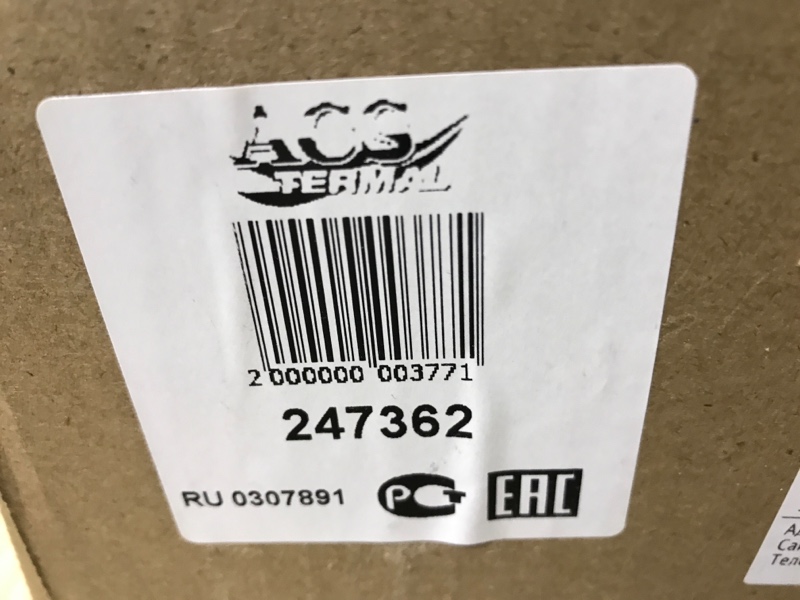 ACS
TERMAL
2 000000 003771
247362
RU 0307891 РСТ EAC